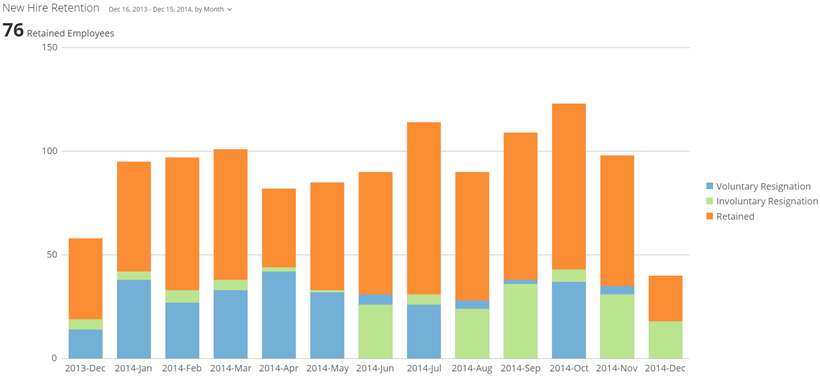 New Hire Retention Dec 16, 2013 - Dec 15, 2014, by Month
76 Retained Employees
150
100
50
0
2013-Dec 2014-Jan 2014-Feb 2014-Mar 2014-Apr 2014-May 2014-Jun 2014-Jul 2014-Aug 2014-Sep 2014-Oct 2014-Nov 2014-Dec
Voluntary Resignation
Involuntary Resignation
Retained